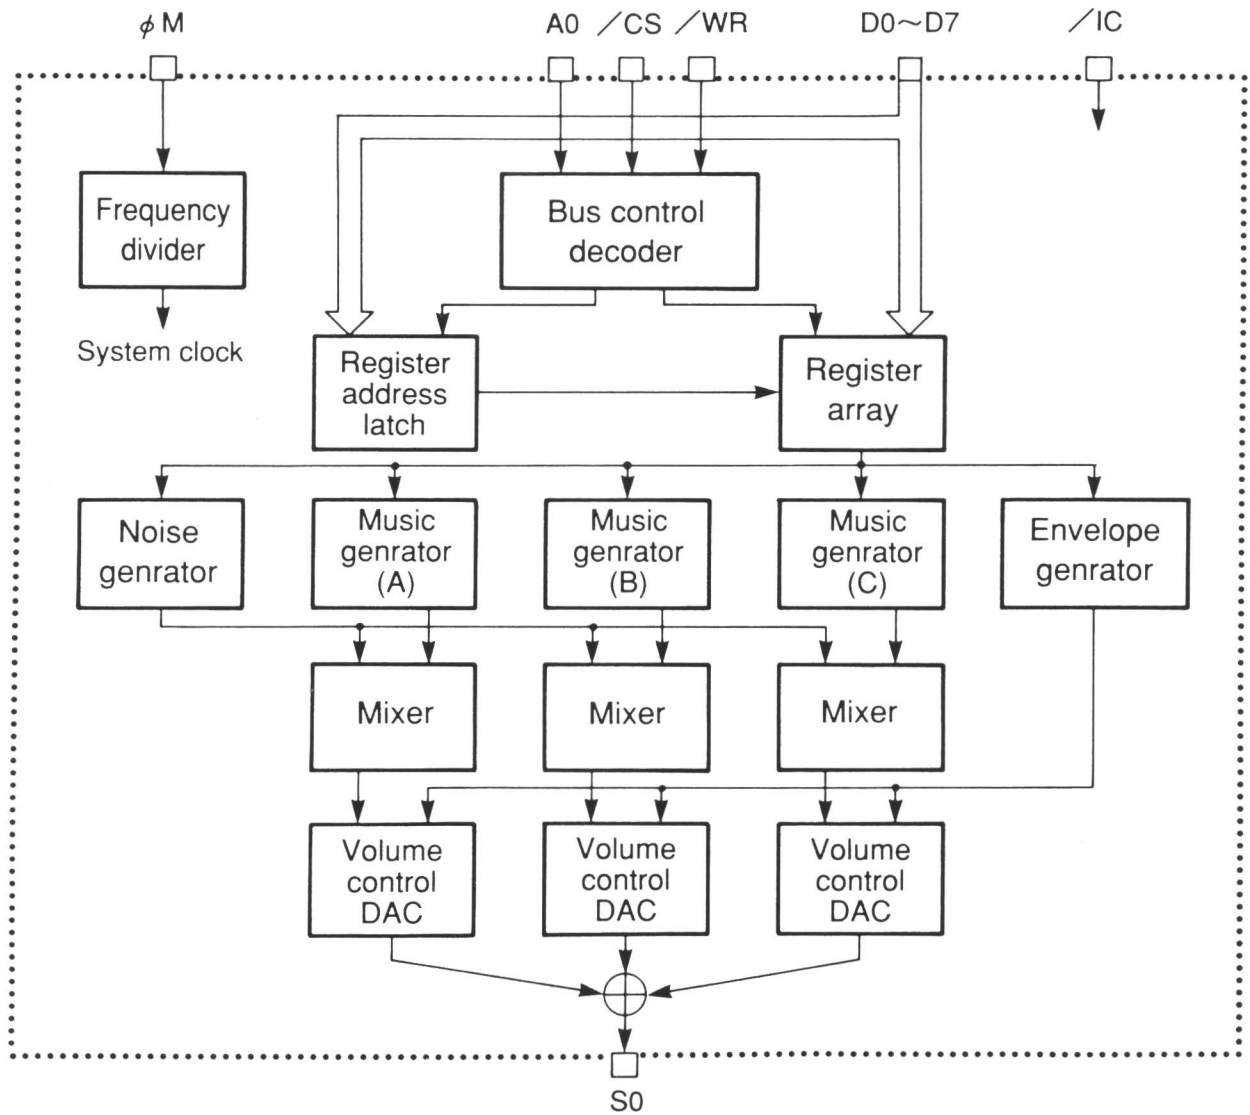 φM
A0 /CS /WR
D0~D7
/IC
Frequency
divider
Bus control
decoder
System clock
Register
address
latch
Register
array
Noise
genrator
Music
genrator
(A)
Music
genrator
(B)
Music
genrator
(C)
Envelope
genrator
Mixer
Mixer
Mixer
Volume
control
DAC
Volume
control
DAC
Volume
control
DAC
S0